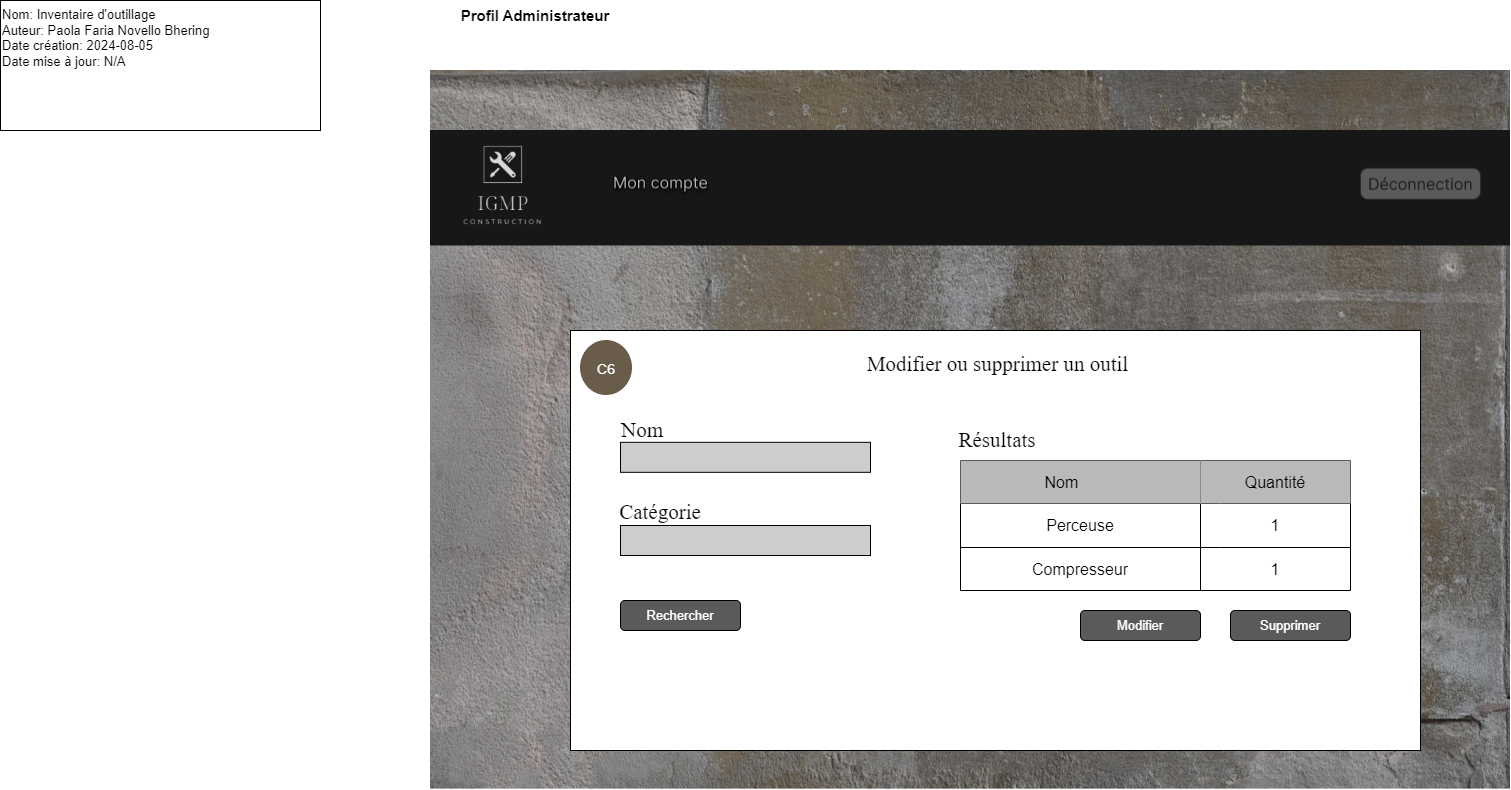 Nom: Inventaire d'outillage
Auteur: Paola Faria Novello Bhering
Date création: 2024-08-05
Date mise à jour: N/A
Profil Administrateur
IGMP
CONSTRUCTION
Mon compte
Déconnection
C6
Modifier ou supprimer un outil
Nom
Catégorie
Rechercher
Résultats
Nom Quantité
Perceuse 1
Compresseur 1
Modifier Supprimer